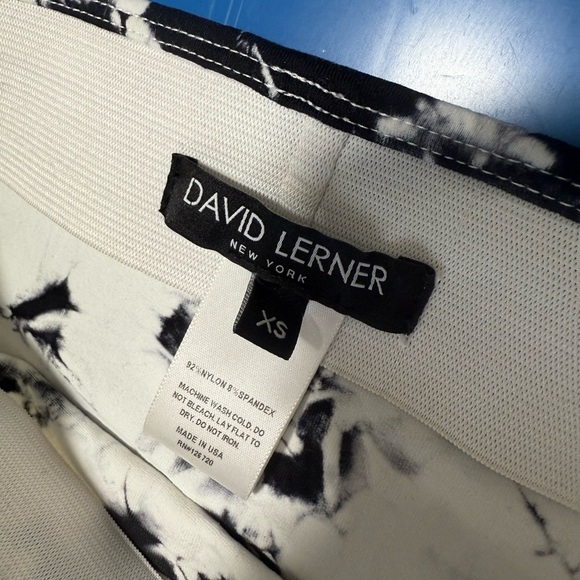 DAVID LERNER
NEW YORK
XS
92%NYLON 8%SPANDEX
MACHINE WASH COLD. DO
NOT BLEACH. LAY FLAT TO
DRY. DO NOT IRON.
MADE IN USA
RN#126720